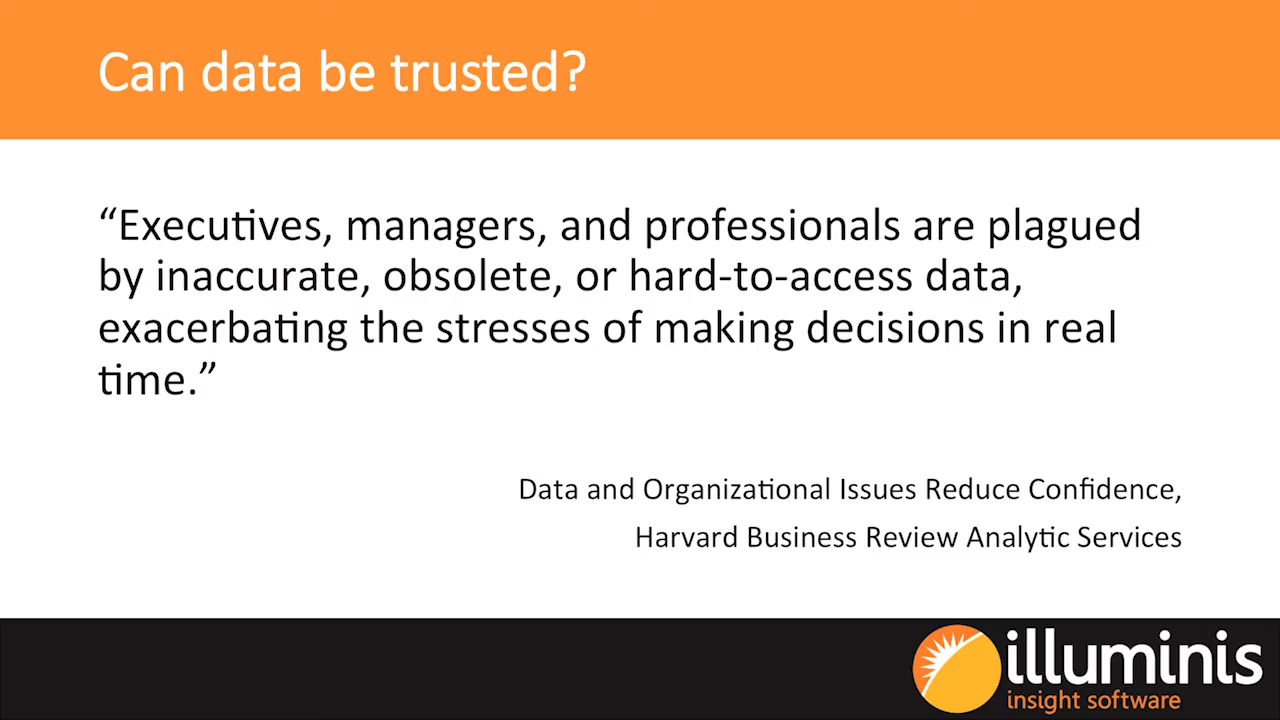 Can data be trusted?
“Executives, managers, and professionals are plagued
by inaccurate, obsolete, or hard-to-access data,
exacerbating the stresses of making decisions in real
time.”
Data and Organizational Issues Reduce Confidence,
Harvard Business Review Analytic Services
illuminis
insight software